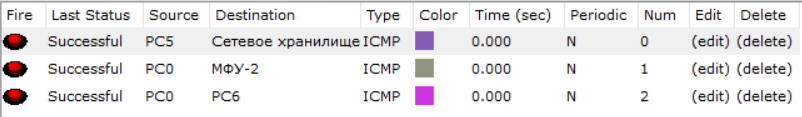 Fire Last Status Source Destination Type Color Time (sec) Periodic Num Edit Delete
Successful PC5 Сетевое хранилище ICMP 0.000 N 0 (edit) (delete)
Successful PC0 МФУ-2 ICMP 0.000 N 1 (edit) (delete)
Successful PC0 PC6 ICMP 0.000 N 2 (edit) (delete)